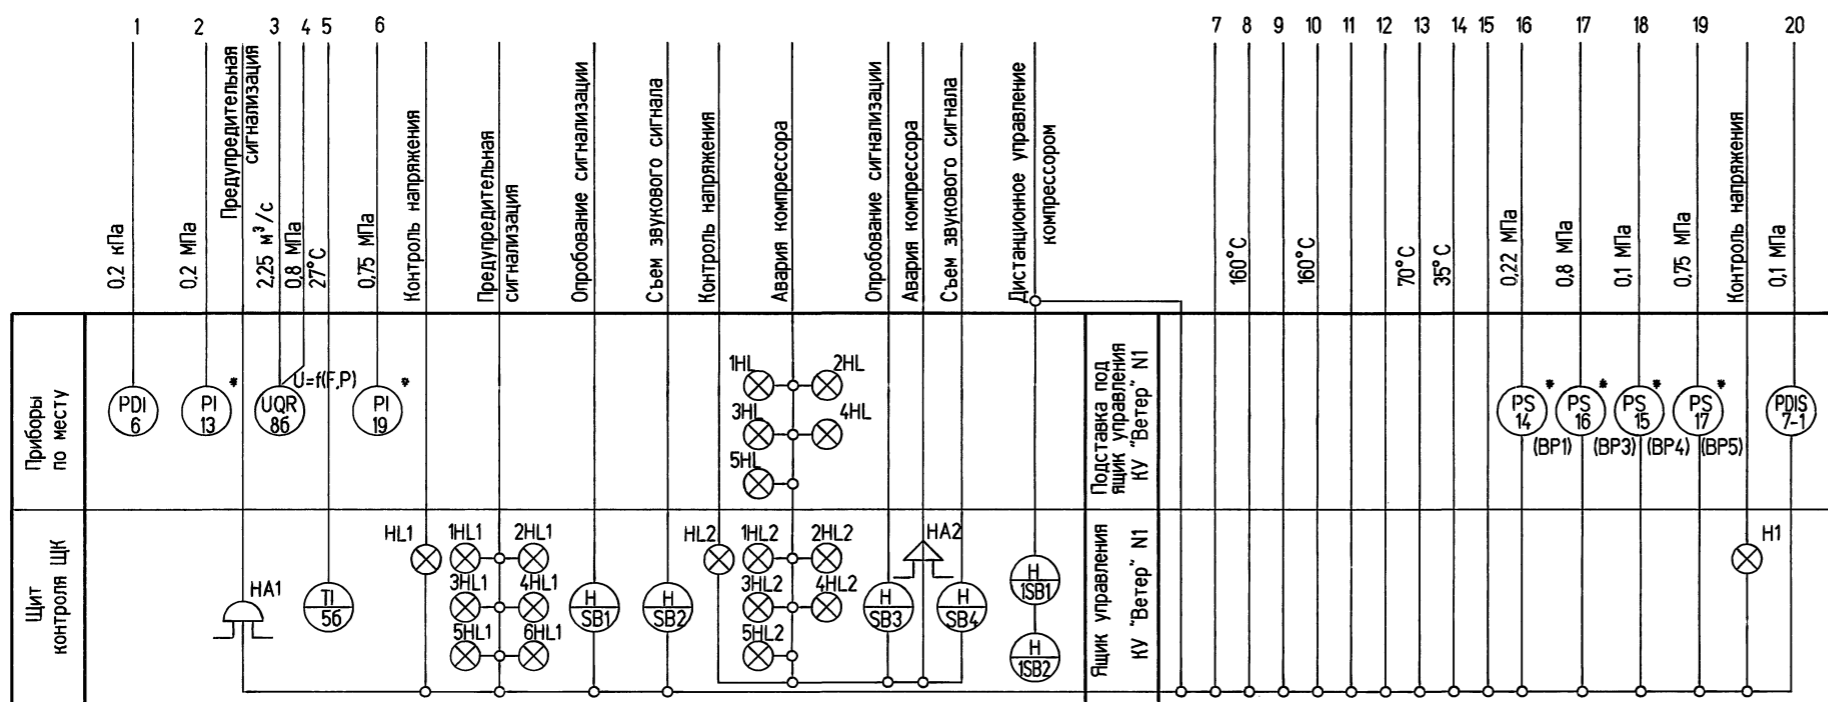 1
2
3
4
5
6
7
8
9
10
11
12
13
14
15
16
17
18
19
20
0,2 кПа
0,2 МПа
Предупредительная
сигнализация
2,25 м³/с
0,8 МПа
27°С
0,75 МПа
Контроль напряжения
Предупредительная
сигнализация
Опробование сигнализации
Съем звукового сигнала
Контроль напряжения
Авария компрессора
Опробование сигнализации
Авария компрессора
Съем звукового сигнала
Дистанционное управление
компрессором
160°С
160°С
70°С
35°С
0,22 МПа
0,8 МПа
0,1 МПа
0,75 МПа
Контроль напряжения
0,1 МПа
Приборы
по месту
PDI
6
PI
13
*
U=f(F,P)
UQR
8б
PI
19
*
1HL
2HL
3HL
4HL
5HL
Подставка под
ящик управления
КУ "Ветер" N1
PS
14
*
(BP1)
PS
16
*
(BP3)
PS
15
*
(BP4)
PS
17
*
(BP5)
PDIS
7-1
Щит
контроля ЩК
HA1
TI
5б
HL1
1HL1
2HL1
3HL1
4HL1
5HL1
6HL1
H
SB1
H
SB2
HL2
1HL2
2HL2
3HL2
4HL2
5HL2
H
SB3
HA2
H
SB4
H
1SB1
H
1SB2
Ящик управления
КУ "Ветер" N1
H1